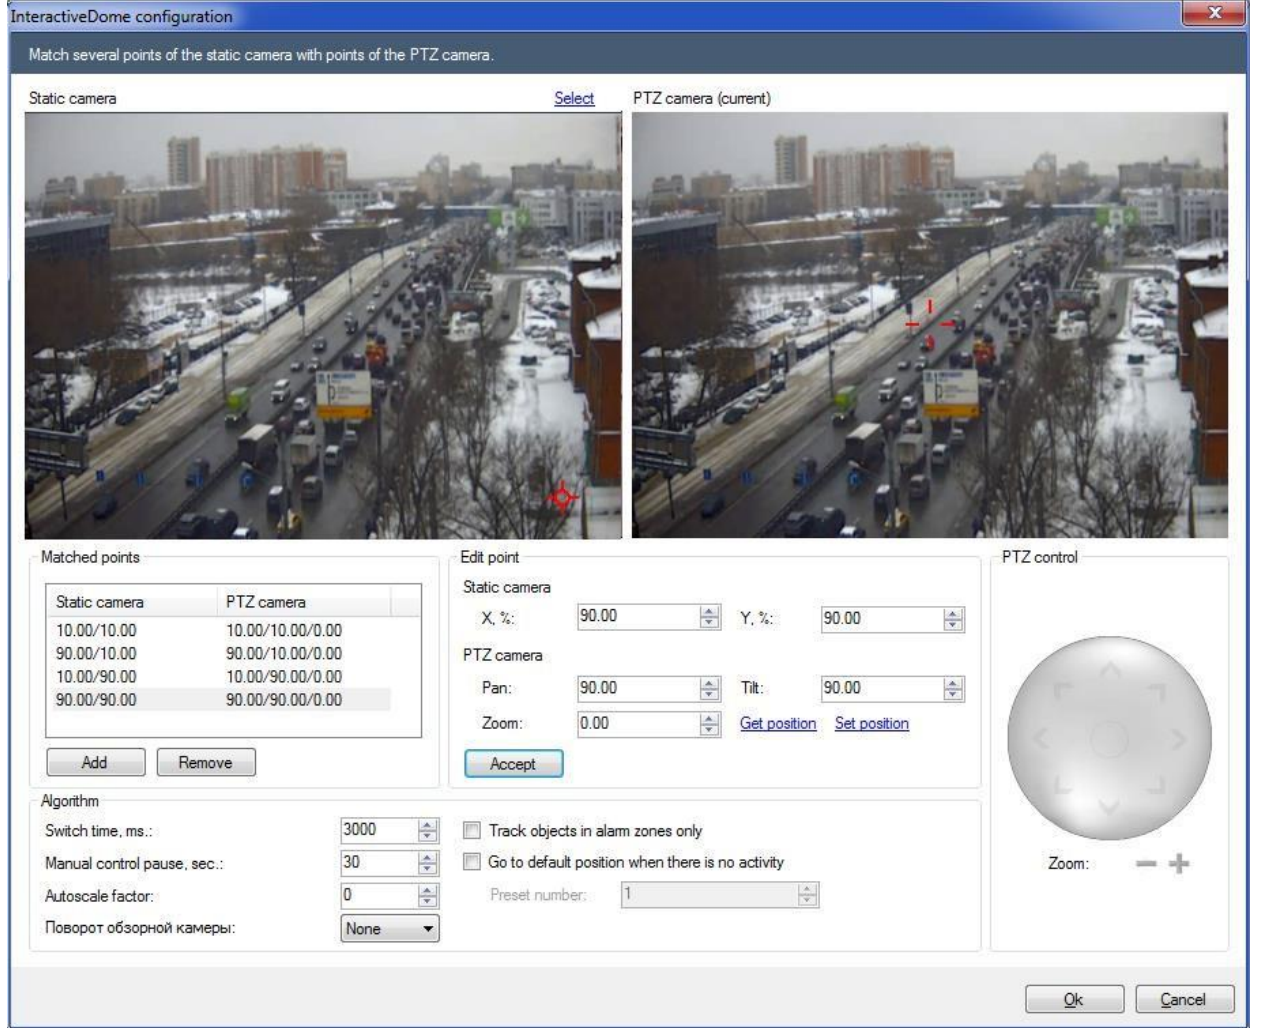 InteractiveDome configuration
Match several points of the static camera with points of the PTZ camera.
Static camera
Select
PTZ camera (current)
Matched points
Static camera PTZ camera
10.00/10.00 10.00/10.00/0.00
90.00/10.00 90.00/10.00/0.00
10.00/90.00 10.00/90.00/0.00
90.00/90.00 90.00/90.00/0.00
Add Remove
Edit point
Static camera
X, %: 90.00 Y, %: 90.00
PTZ camera
Pan: 90.00 Tilt: 90.00
Zoom: 0.00 Get position Set position
Accept
PTZ control
Zoom:
Algorithm
Switch time, ms.: 3000
Manual control pause, sec.: 30
Autoscale factor: 0
Поворот обзорной камеры: None
Track objects in alarm zones only
Go to default position when there is no activity
Preset number: 1
Ok Cancel